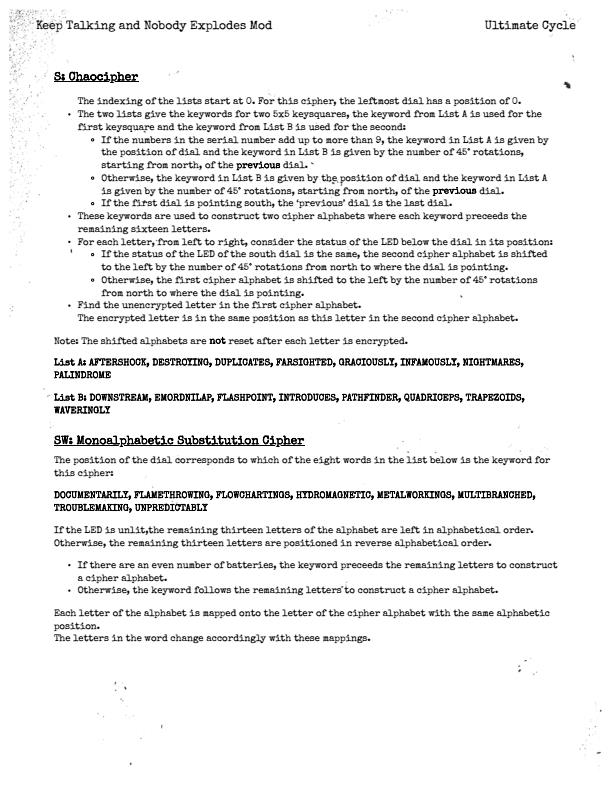 Keep Talking and Nobody Explodes Mod
Ultimate Cycle
S: Chaocipher
The indexing of the lists start at 0. For this cipher, the leftmost dial has a position of 0.
• The two lists give the keywords for two 5x5 keysquares, the keyword from List A is used for the
first keysquare and the keyword from List B is used for the second:
∘ If the numbers in the serial number add up to more than 9, the keyword in List A is given by
the position of dial and the keyword in List B is given by the number of 45° rotations,
starting from north, of the previous dial.
∘ Otherwise, the keyword in List B is given by the position of dial and the keyword in List A
is given by the number of 45° rotations, starting from north, of the previous dial.
∘ If the first dial is pointing south, the 'previous' dial is the last dial.
• These keywords are used to construct two cipher alphabets where each keyword preceeds the
remaining sixteen letters.
• For each letter, from left to right, consider the status of the LED below the dial in its position:
∘ If the status of the LED of the south dial is the same, the second cipher alphabet is shifted
to the left by the number of 45° rotations from north to where the dial is pointing.
∘ Otherwise, the first cipher alphabet is shifted to the left by the number of 45° rotations
from north to where the dial is pointing.
• Find the unencrypted letter in the first cipher alphabet.
The encrypted letter is in the same position as this letter in the second cipher alphabet.
Note: The shifted alphabets are not reset after each letter is encrypted.
List A: AFTERSHOCK, DESTROYING, DUPLICATES, FARSIGHTED, GRACIOUSLY, INFAMOUSLY, NIGHTMARES,
PALINDROME
List B: DOWNSTREAM, EMORDNILAP, FLASHPOINT, INTRODUCES, PATHFINDER, QUADRICEPS, TRAPEZOIDS,
WAVERINGLY
SW: Monoalphabetic Substitution Cipher
The position of the dial corresponds to which of the eight words in the list below is the keyword for
this cipher:
DOCUMENTARILY, FLAMETHROWING, FLOWCHARTINGS, HYDROMAGNETIC, METALWORKINGS, MULTIBRANCHED,
TROUBLEMAKING, UNPREDICTABLY
If the LED is unlit,the remaining thirteen letters of the alphabet are left in alphabetical order.
Otherwise, the remaining thirteen letters are positioned in reverse alphabetical order.
• If there are an even number of batteries, the keyword preceeds the remaining letters to construct
a cipher alphabet.
• Otherwise, the keyword follows the remaining letters to construct a cipher alphabet.
Each letter of the alphabet is mapped onto the letter of the cipher alphabet with the same alphabetic
position.
The letters in the word change accordingly with these mappings.